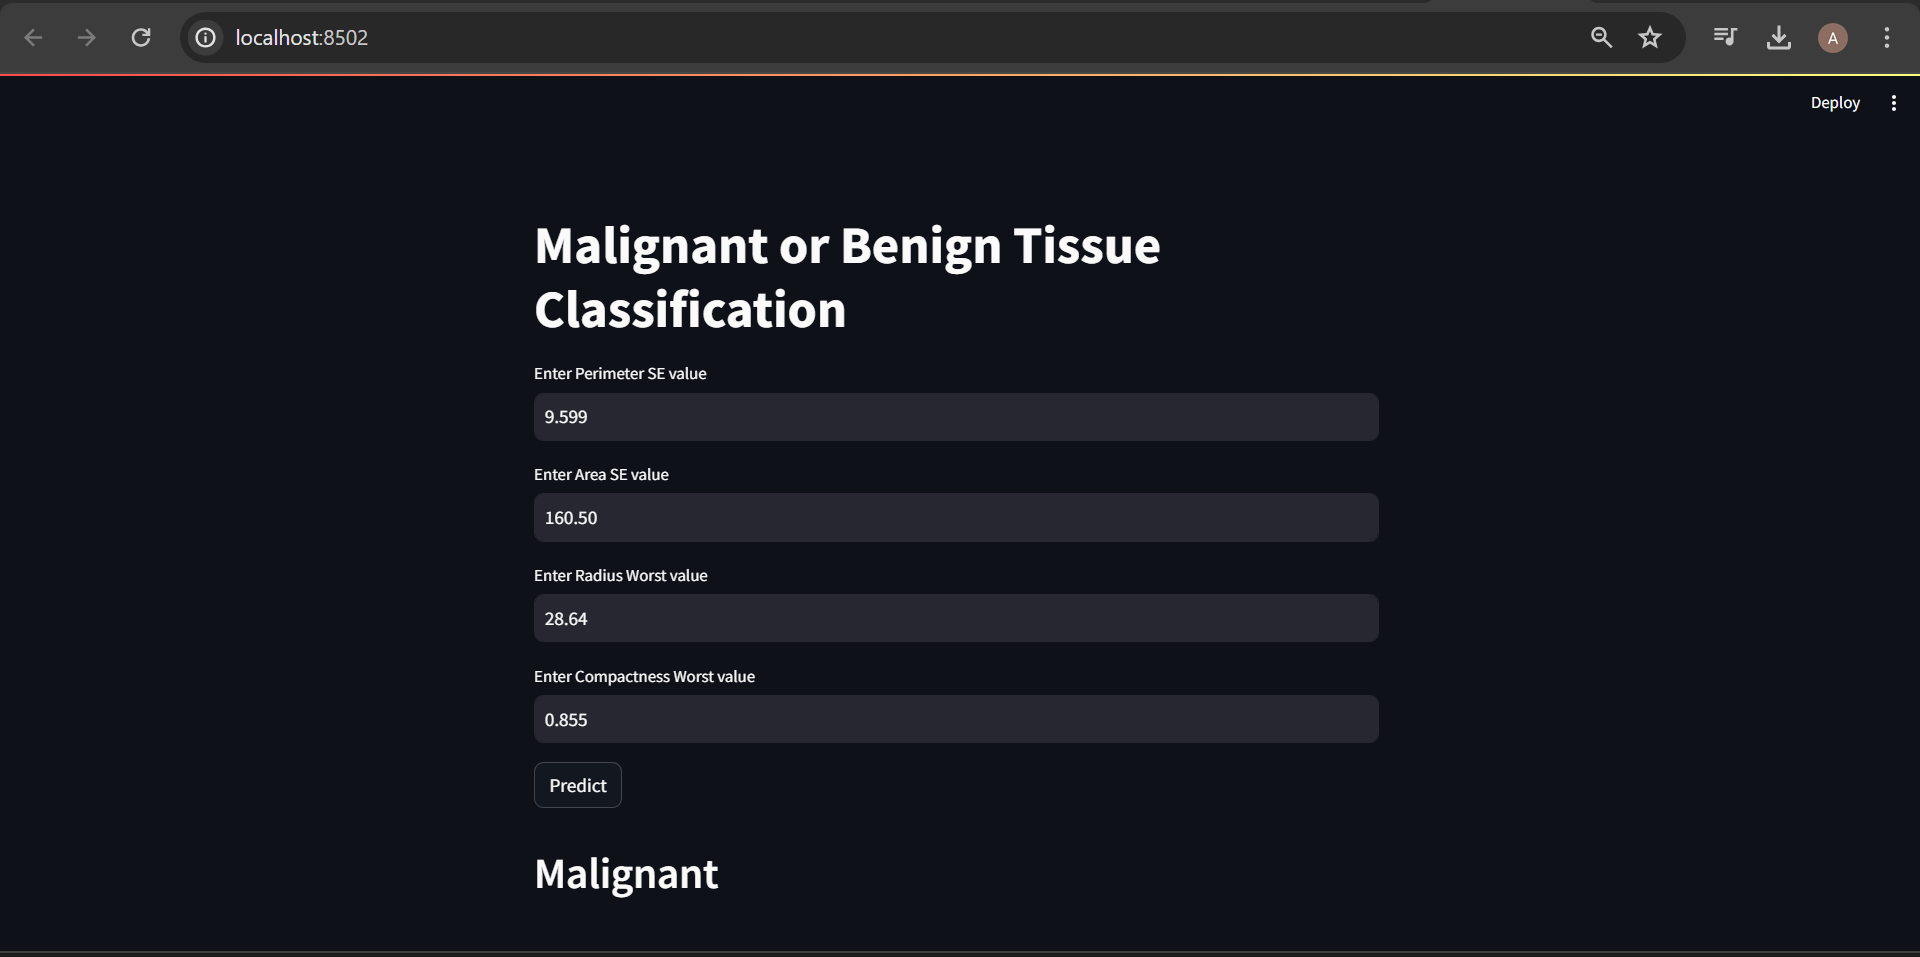 localhost:8502
A
Deploy
Malignant or Benign Tissue
Classification
Enter Perimeter SE value
9.599
Enter Area SE value
160.50
Enter Radius Worst value
28.64
Enter Compactness Worst value
0.855
Predict
Malignant